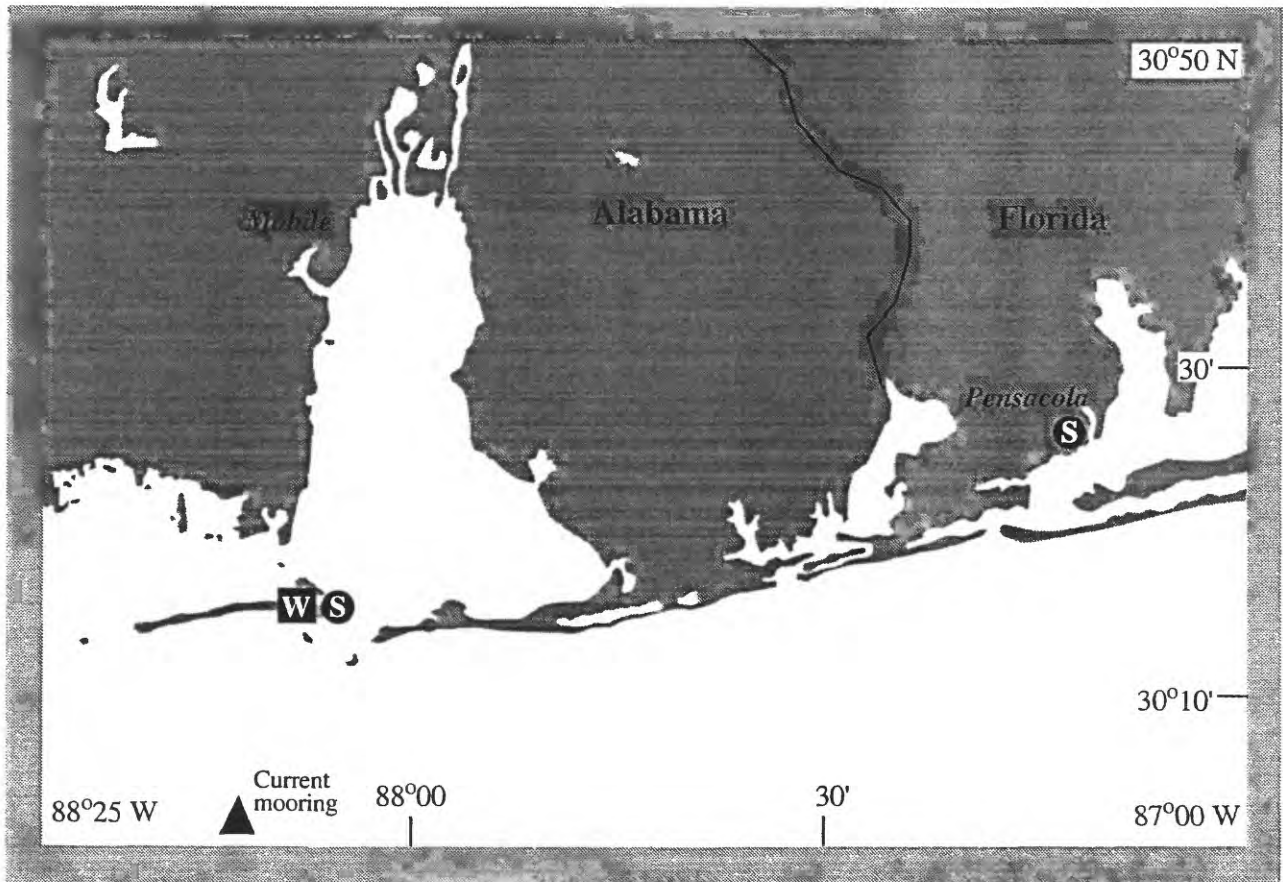 30°50 N
Mobile
Alabama
Florida
30'
Pensacola
S
W S
30°10'
Current
mooring
88°25 W
88°00
30'
87°00 W